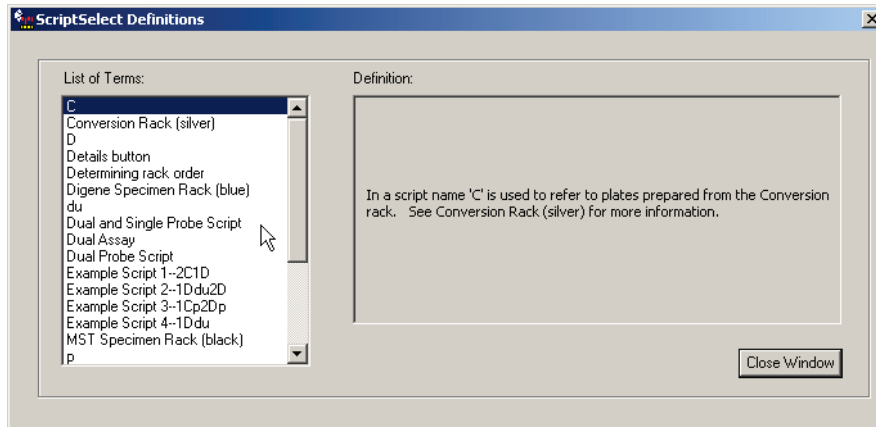 ScriptSelect Definitions
List of Terms:
C
Conversion Rack (silver)
D
Details button
Determining rack order
Digene Specimen Rack (blue)
du
Dual and Single Probe Script
Dual Assay
Dual Probe Script
Example Script 1--2C1D
Example Script 2--1Ddu2D
Example Script 3--1Cp2Dp
Example Script 4--1Ddu
MST Specimen Rack (black)
p
Definition:
In a script name 'C' is used to refer to plates prepared from the Conversion
rack.   See Conversion Rack (silver) for more information.
Close Window